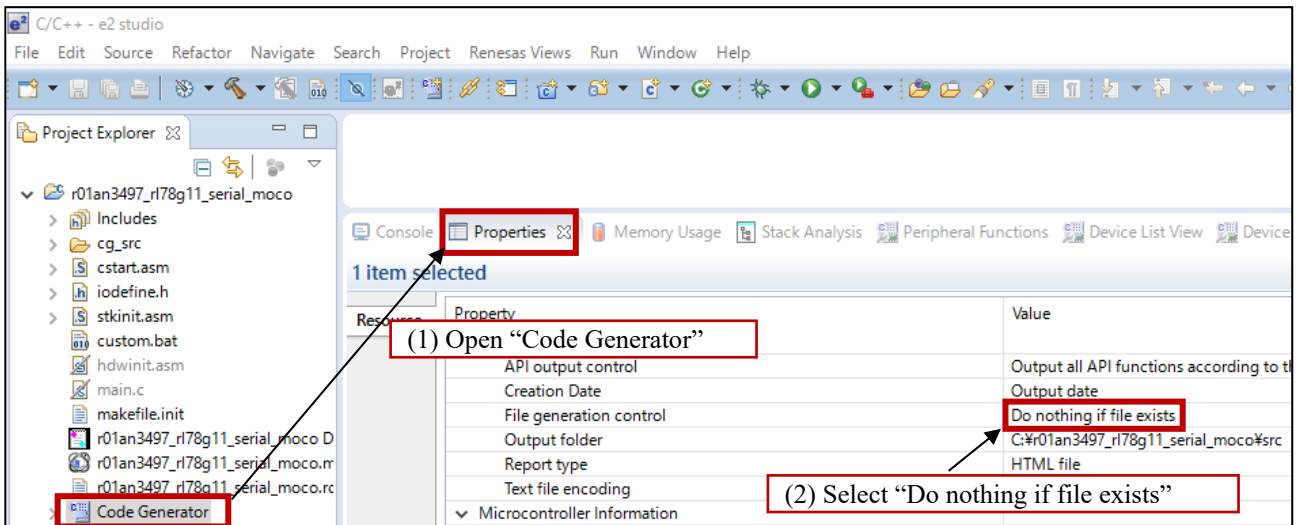 e² C/C++ - e2 studio
File Edit Source Refactor Navigate Search Project Renesas Views Run Window Help
Project Explorer
r01an3497_rl78g11_serial_moco
Includes
cg_src
cstart.asm
iodefine.h
stkinit.asm
custom.bat
hdwinit.asm
main.c
makefile.init
r01an3497_rl78g11_serial_moco D
r01an3497_rl78g11_serial_moco.m
r01an3497_rl78g11_serial_moco.rc
Code Generator
Console Properties Memory Usage Stack Analysis Peripheral Functions Device List View Device
1 item selected
Resource
Property Value
(1) Open “Code Generator”
API output control Output all API functions according to th
Creation Date Output date
File generation control Do nothing if file exists
Output folder C:¥r01an3497_rl78g11_serial_moco¥src
Report type HTML file
Text file encoding
(2) Select “Do nothing if file exists”
Microcontroller Information